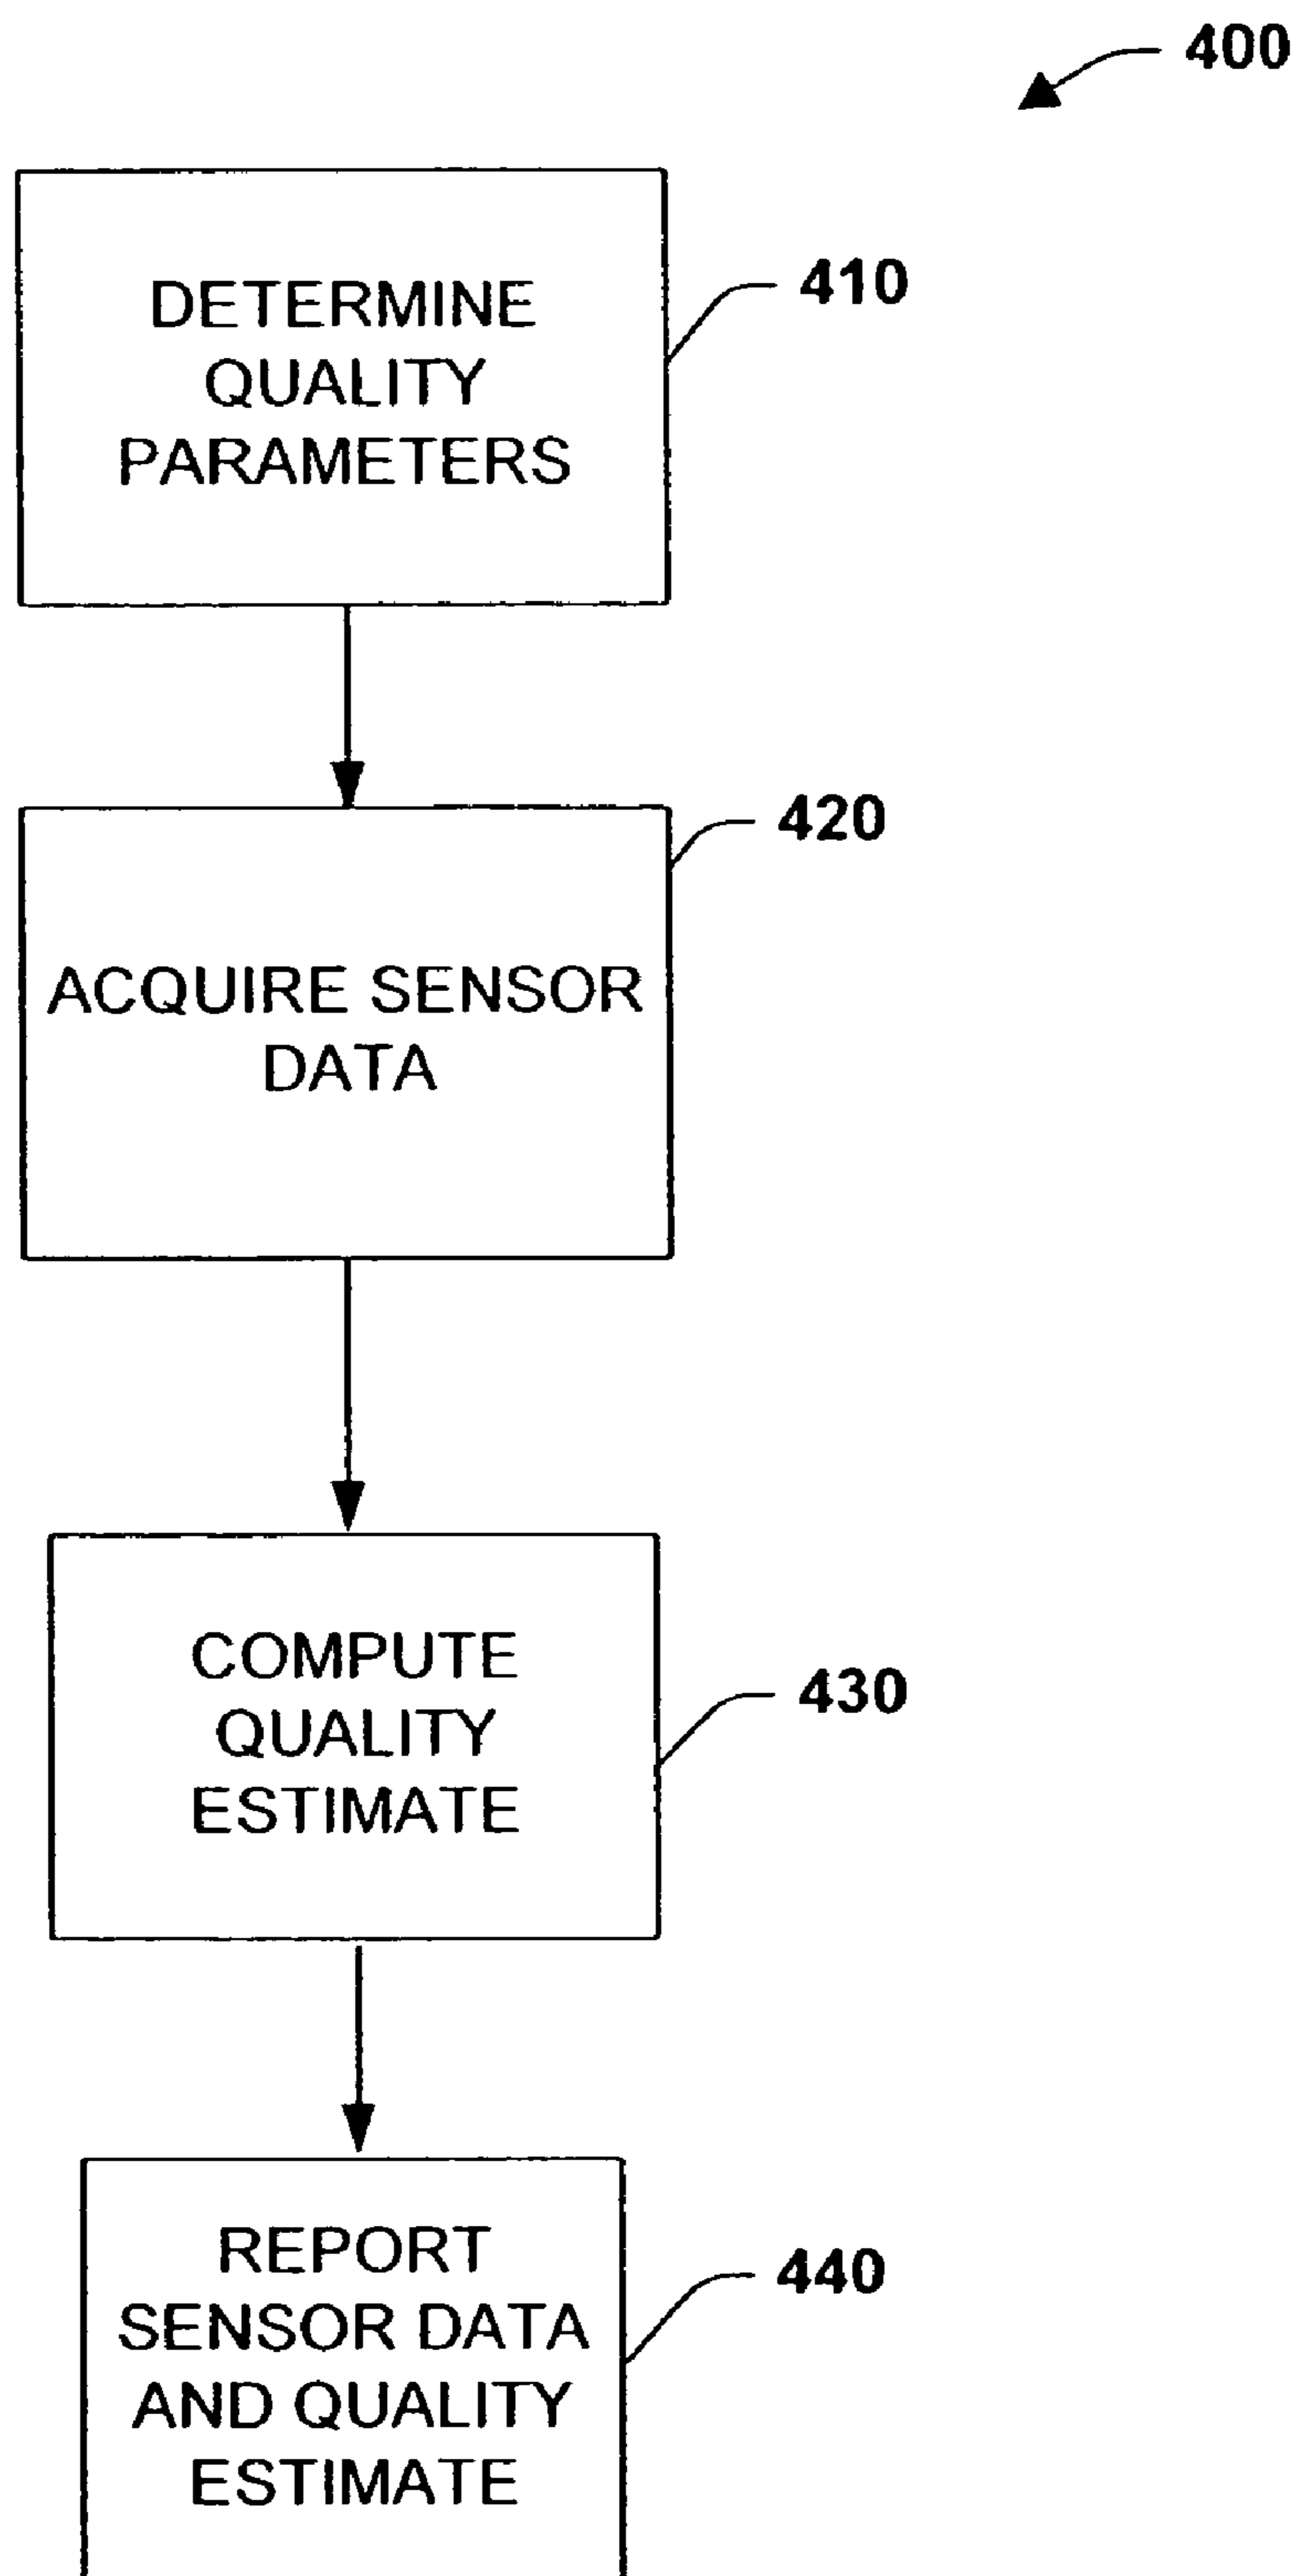 400
DETERMINE
QUALITY
PARAMETERS
410
420
ACQUIRE SENSOR
DATA
COMPUTE
QUALITY
ESTIMATE
430
REPORT
SENSOR DATA
AND QUALITY
ESTIMATE
440